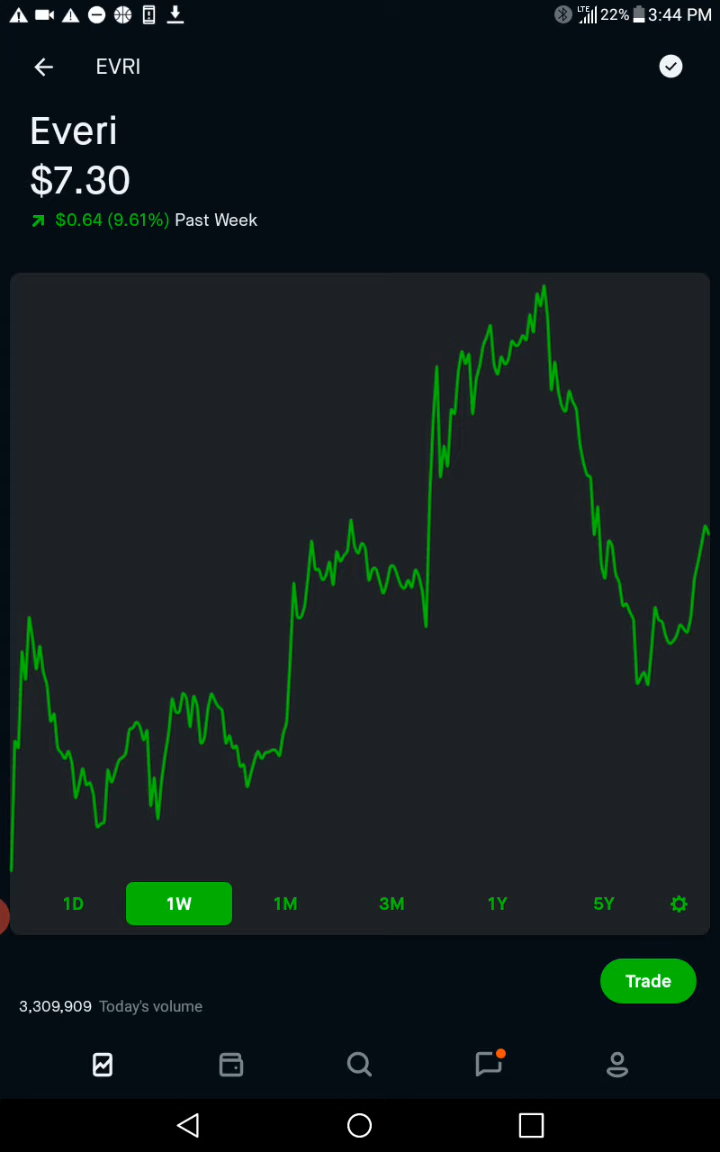 LTE 22% 3:44 PM
EVRI
Everi
$7.30
$0.64 (9.61%) Past Week
1D 1W 1M 3M 1Y 5Y
Trade
3,309,909 Today's volume